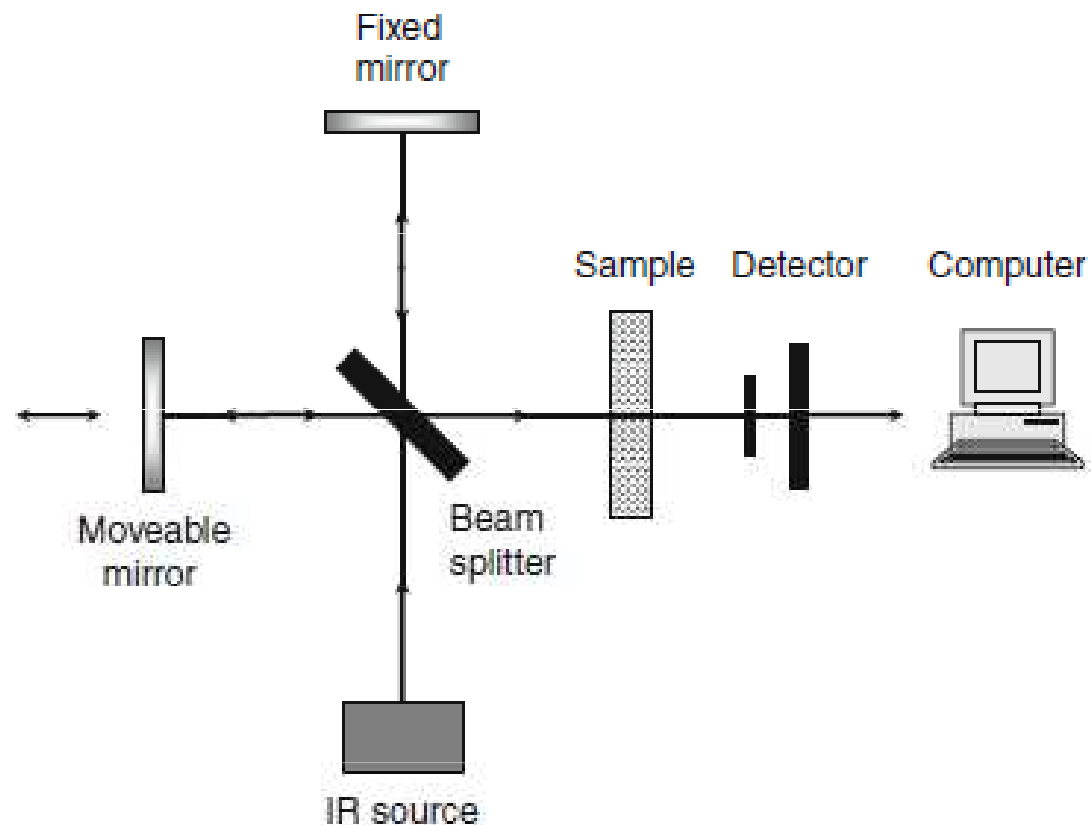 Fixed
mirror
Sample
Detector
Computer
Moveable
mirror
Beam
splitter
IR source